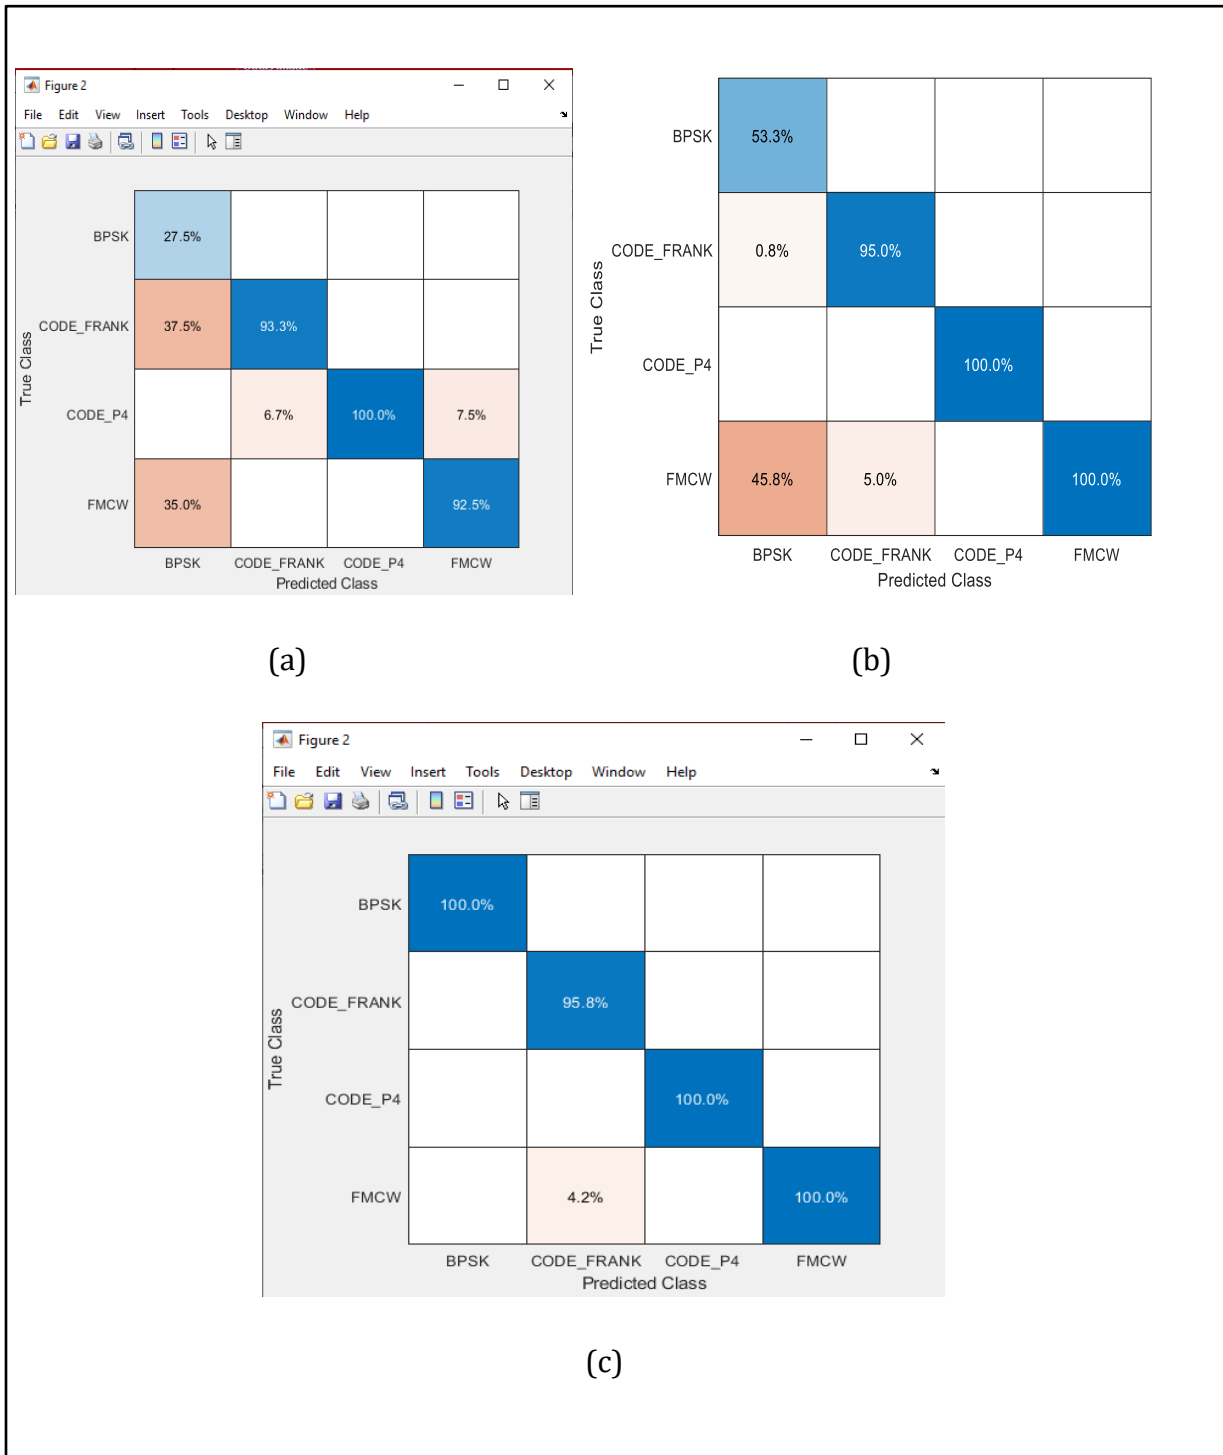 Figure 2
File Edit View Insert Tools Desktop Window Help
True Class
BPSK 27.5%
CODE_FRANK 37.5% 93.3%
CODE_P4 6.7% 100.0% 7.5%
FMCW 35.0% 92.5%
BPSK CODE_FRANK CODE_P4 FMCW
Predicted Class
(a)
True Class
BPSK 53.3%
CODE_FRANK 0.8% 95.0%
CODE_P4 100.0%
FMCW 45.8% 5.0% 100.0%
BPSK CODE_FRANK CODE_P4 FMCW
Predicted Class
(b)
Figure 2
File Edit View Insert Tools Desktop Window Help
True Class
BPSK 100.0%
CODE_FRANK 95.8%
CODE_P4 100.0%
FMCW 4.2% 100.0%
BPSK CODE_FRANK CODE_P4 FMCW
Predicted Class
(c)